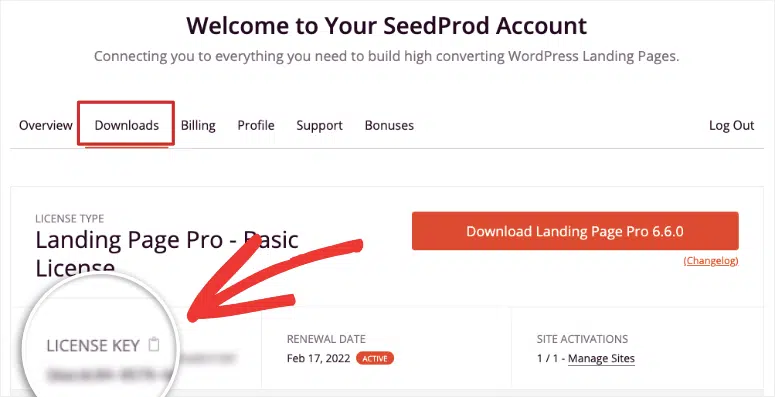 Welcome to Your SeedProd Account
Connecting you to everything you need to build high converting WordPress Landing Pages.
Overview Downloads Billing Profile Support Bonuses Log Out
LICENSE TYPE
Landing Page Pro - Basic
License
Download Landing Page Pro 6.6.0
(Changelog)
LICENSE KEY
RENEWAL DATE
Feb 17, 2022 ACTIVE
SITE ACTIVATIONS
1 / 1 - Manage Sites